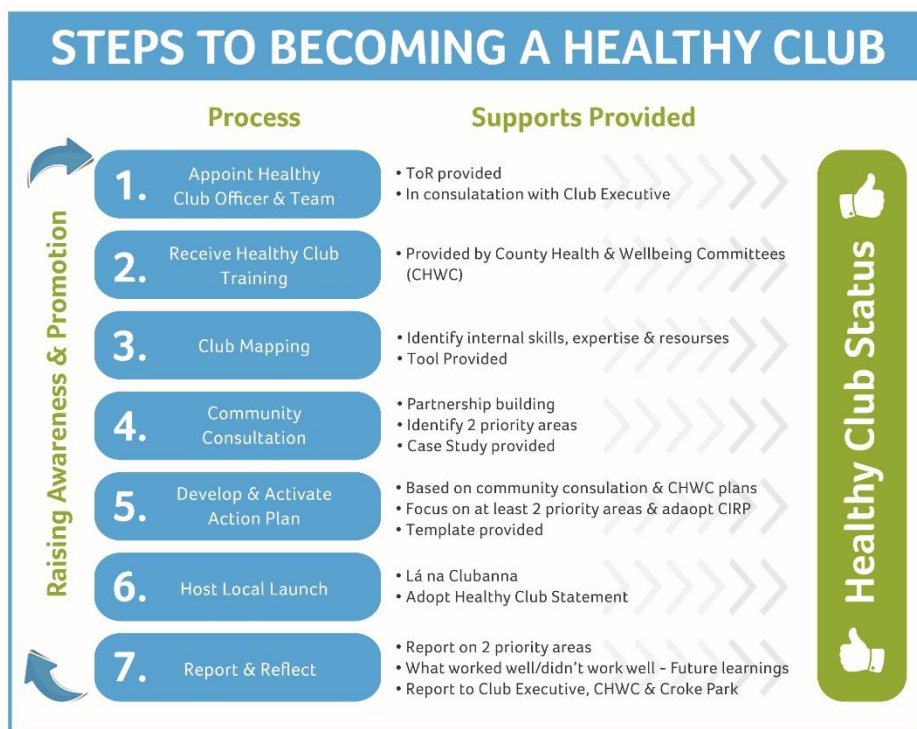 STEPS TO BECOMING A HEALTHY CLUB
Process
Supports Provided
Raising Awareness & Promotion
1.
Appoint Healthy
Club Officer & Team
• ToR provided
• In consulatation with Club Executive
2.
Receive Healthy Club
Training
• Provided by County Health & Wellbeing Committees
(CHWC)
3.
Club Mapping
• Identify internal skills, expertise & resourses
• Tool Provided
4.
Community
Consultation
• Partnership building
• Identify 2 priority areas
• Case Study provided
5.
Develop & Activate
Action Plan
• Based on community consulation & CHWC plans
• Focus on at least 2 priority areas & adaopt CIRP
• Template provided
6.
Host Local Launch
• Lá na Clubanna
• Adopt Healthy Club Statement
7.
Report & Reflect
• Report on 2 priority areas
• What worked well/didn't work well - Future learnings
• Report to Club Executive, CHWC & Croke Park
Healthy Club Status